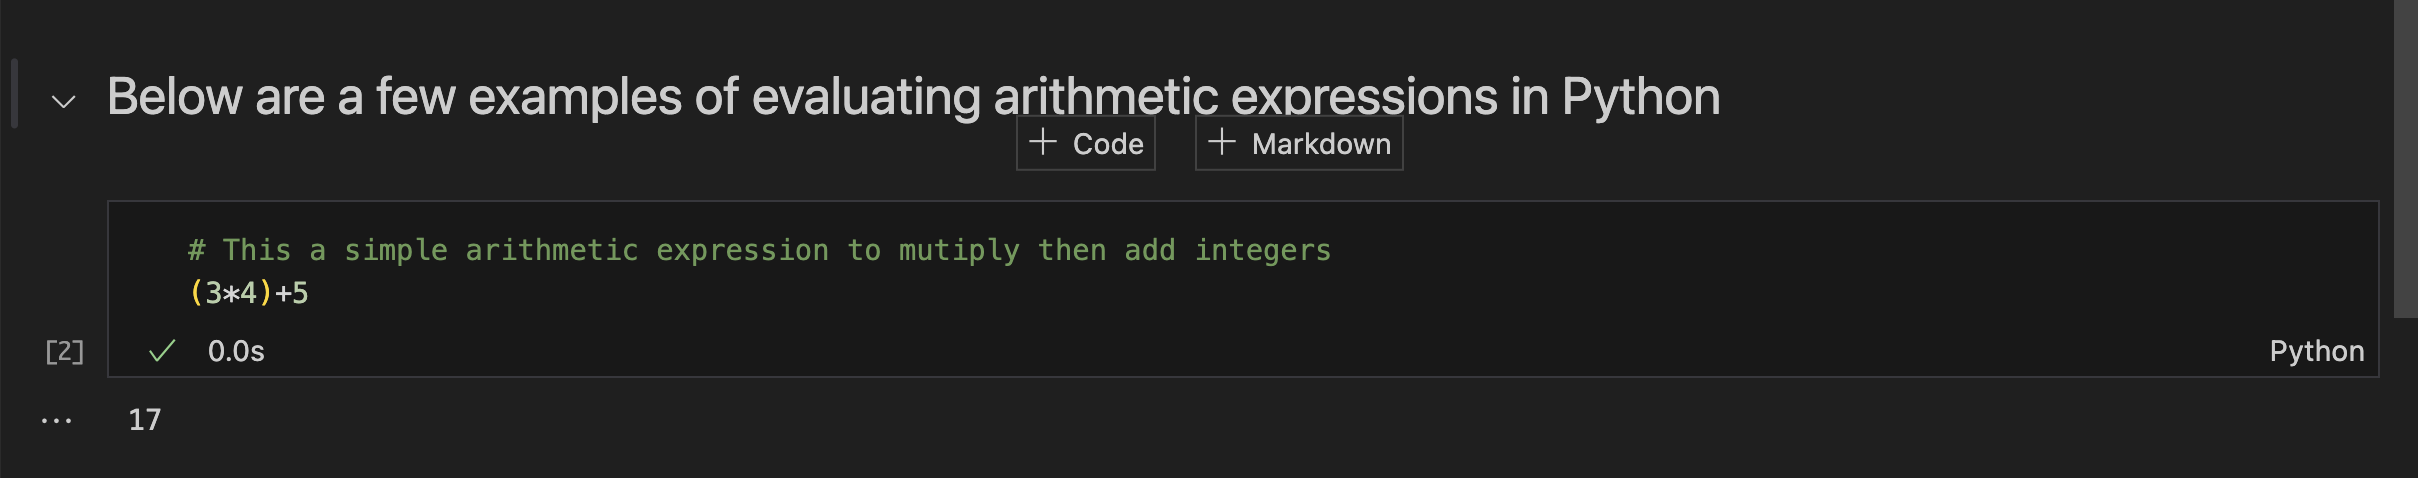 Below are a few examples of evaluating arithmetic expressions in Python
+ Code + Markdown
# This a simple arithmetic expression to mutiply then add integers
(3*4)+5
[2] ✓ 0.0s Python
... 17